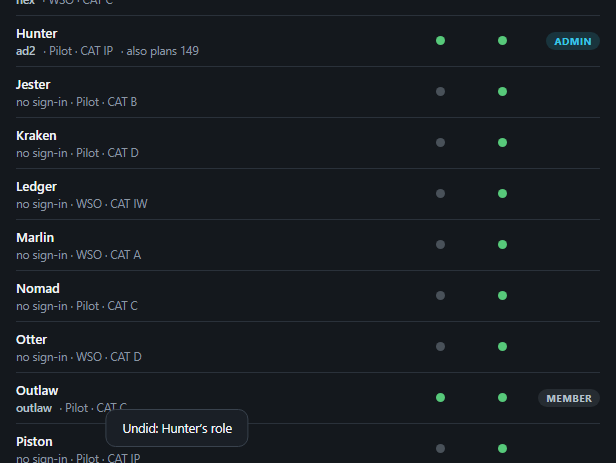 hex · WSO · CAT C
Hunter
ad2 · Pilot · CAT IP · also plans 149
ADMIN
Jester
no sign-in · Pilot · CAT B
Kraken
no sign-in · Pilot · CAT D
Ledger
no sign-in · WSO · CAT IW
Marlin
no sign-in · WSO · CAT A
Nomad
no sign-in · Pilot · CAT C
Otter
no sign-in · WSO · CAT D
Outlaw
outlaw · Pilot · CAT C
MEMBER
Undid: Hunter's role
Piston
no sign-in · Pilot · CAT IP